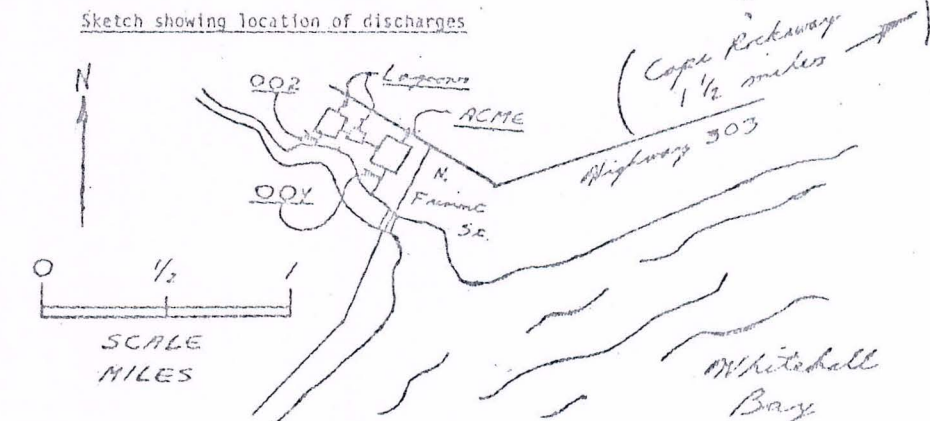 Sketch showing location of discharges
N
002
Lagoons
ACME
Cape Rockaway
1 1/2 miles
Highway 303
001
N.
Fremont
St.
0 1/2 1
SCALE
MILES
Whitehall
Bay